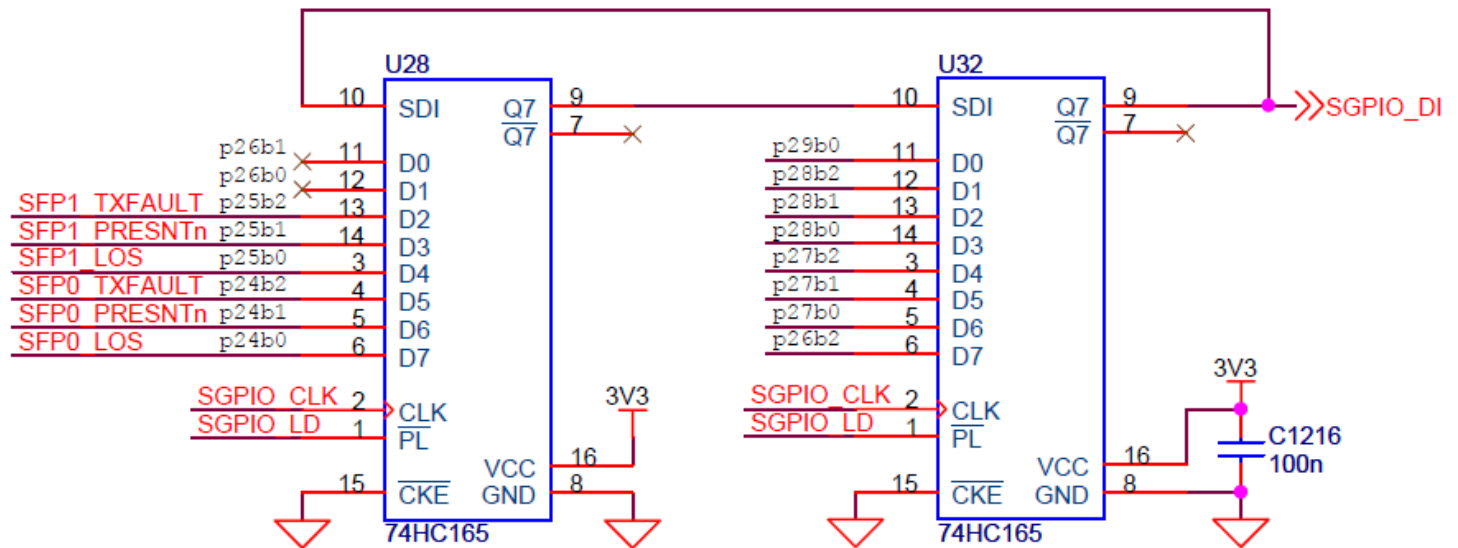 U28
10 SDI Q7 9
Q7 7
p26b1 11 D0
p26b0 12 D1
SFP1_TXFAULT p25b2 13 D2
SFP1_PRESNTn p25b1 14 D3
SFP1_LOS p25b0 3 D4
SFP0_TXFAULT p24b2 4 D5
SFP0_PRESNTn p24b1 5 D6
SFP0_LOS p24b0 6 D7
SGPIO_CLK 2 CLK
SGPIO_LD 1 PL
3V3
VCC 16
15 CKE GND 8
74HC165
U32
10 SDI Q7 9
SGPIO_DI
Q7 7
p29b0 11 D0
p28b2 12 D1
p28b1 13 D2
p28b0 14 D3
p27b2 3 D4
p27b1 4 D5
p27b0 5 D6
p26b2 6 D7
SGPIO_CLK 2 CLK
SGPIO_LD 1 PL
3V3
C1216
100n
VCC 16
15 CKE GND 8
74HC165